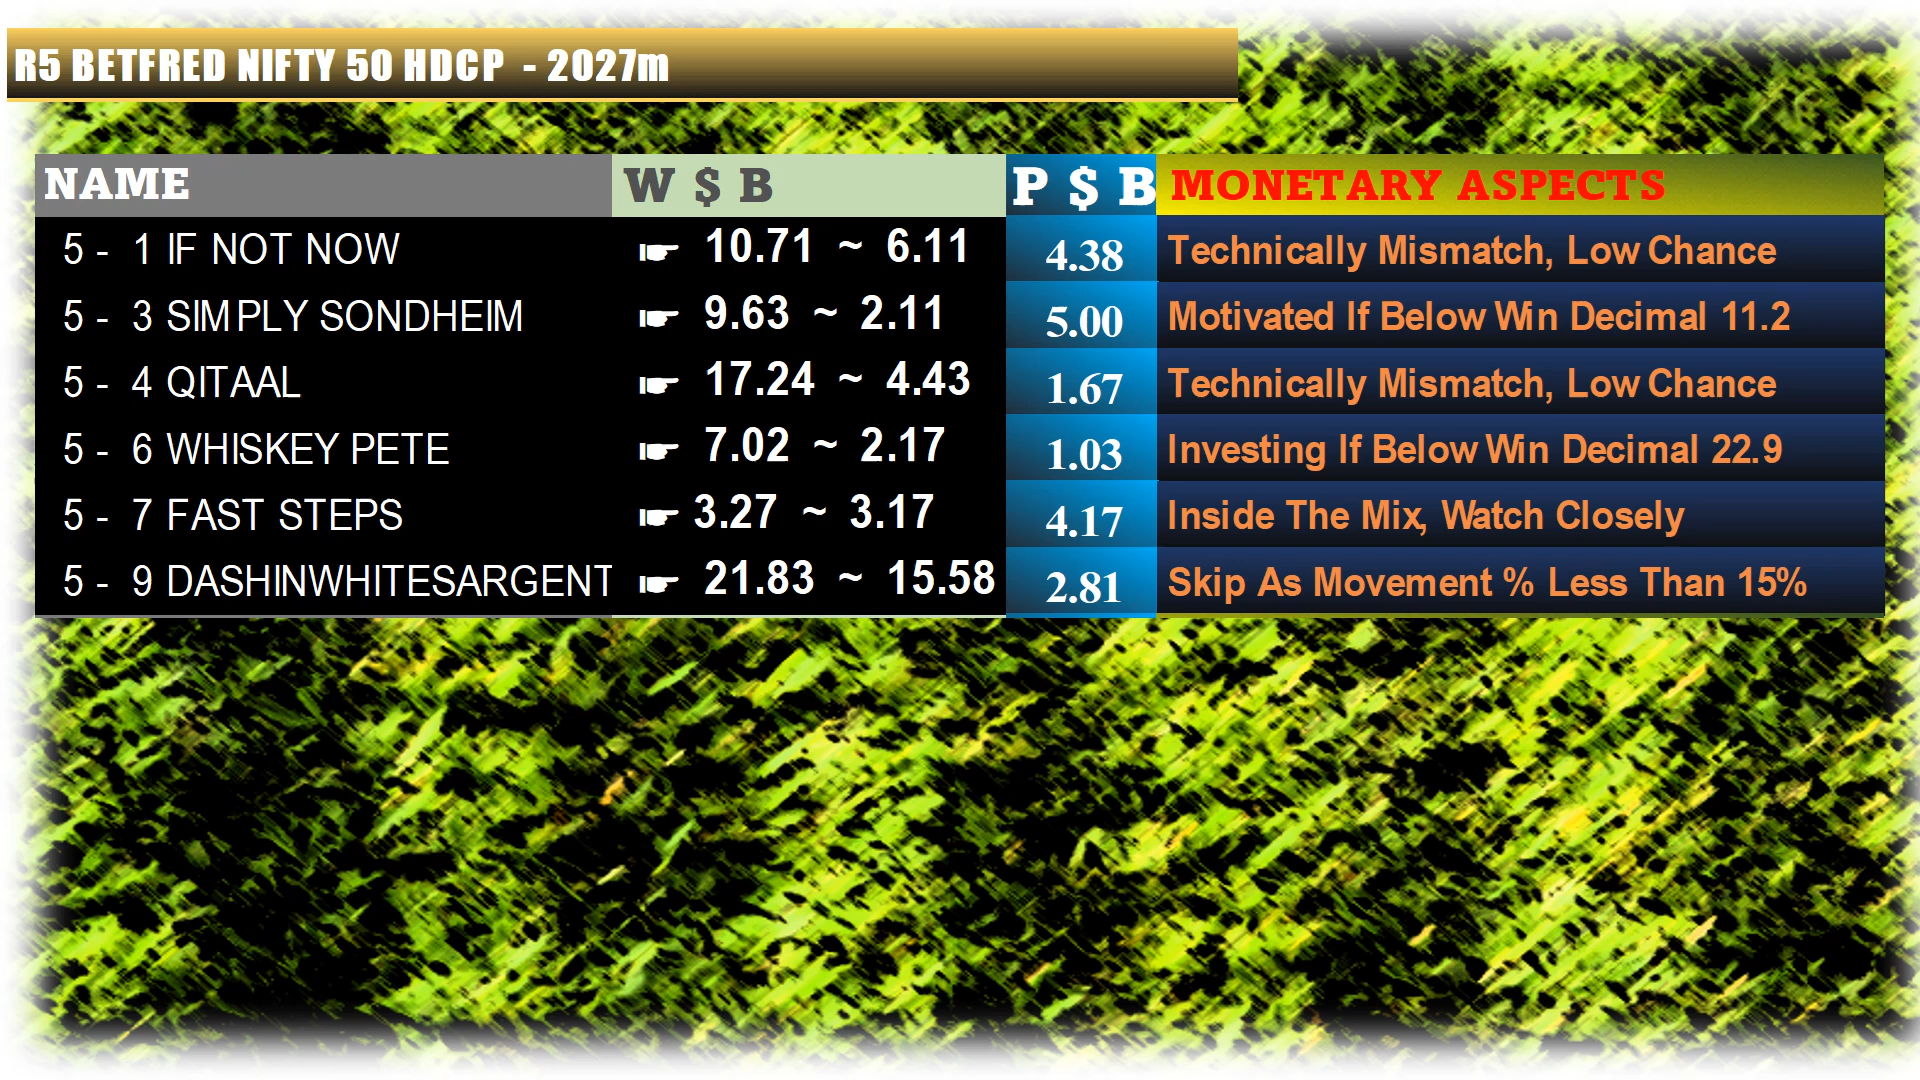 R5 BETFRED NIFTY 50 HDCP - 2027m
NAME W $ B P $ B MONETARY ASPECTS
5 - 1 IF NOT NOW ☛ 10.71 ~ 6.11 4.38 Technically Mismatch, Low Chance
5 - 3 SIMPLY SONDHEIM ☛ 9.63 ~ 2.11 5.00 Motivated If Below Win Decimal 11.2
5 - 4 QITAAL ☛ 17.24 ~ 4.43 1.67 Technically Mismatch, Low Chance
5 - 6 WHISKEY PETE ☛ 7.02 ~ 2.17 1.03 Investing If Below Win Decimal 22.9
5 - 7 FAST STEPS ☛ 3.27 ~ 3.17 4.17 Inside The Mix, Watch Closely
5 - 9 DASHINWHITESARGENT ☛ 21.83 ~ 15.58 2.81 Skip As Movement % Less Than 15%